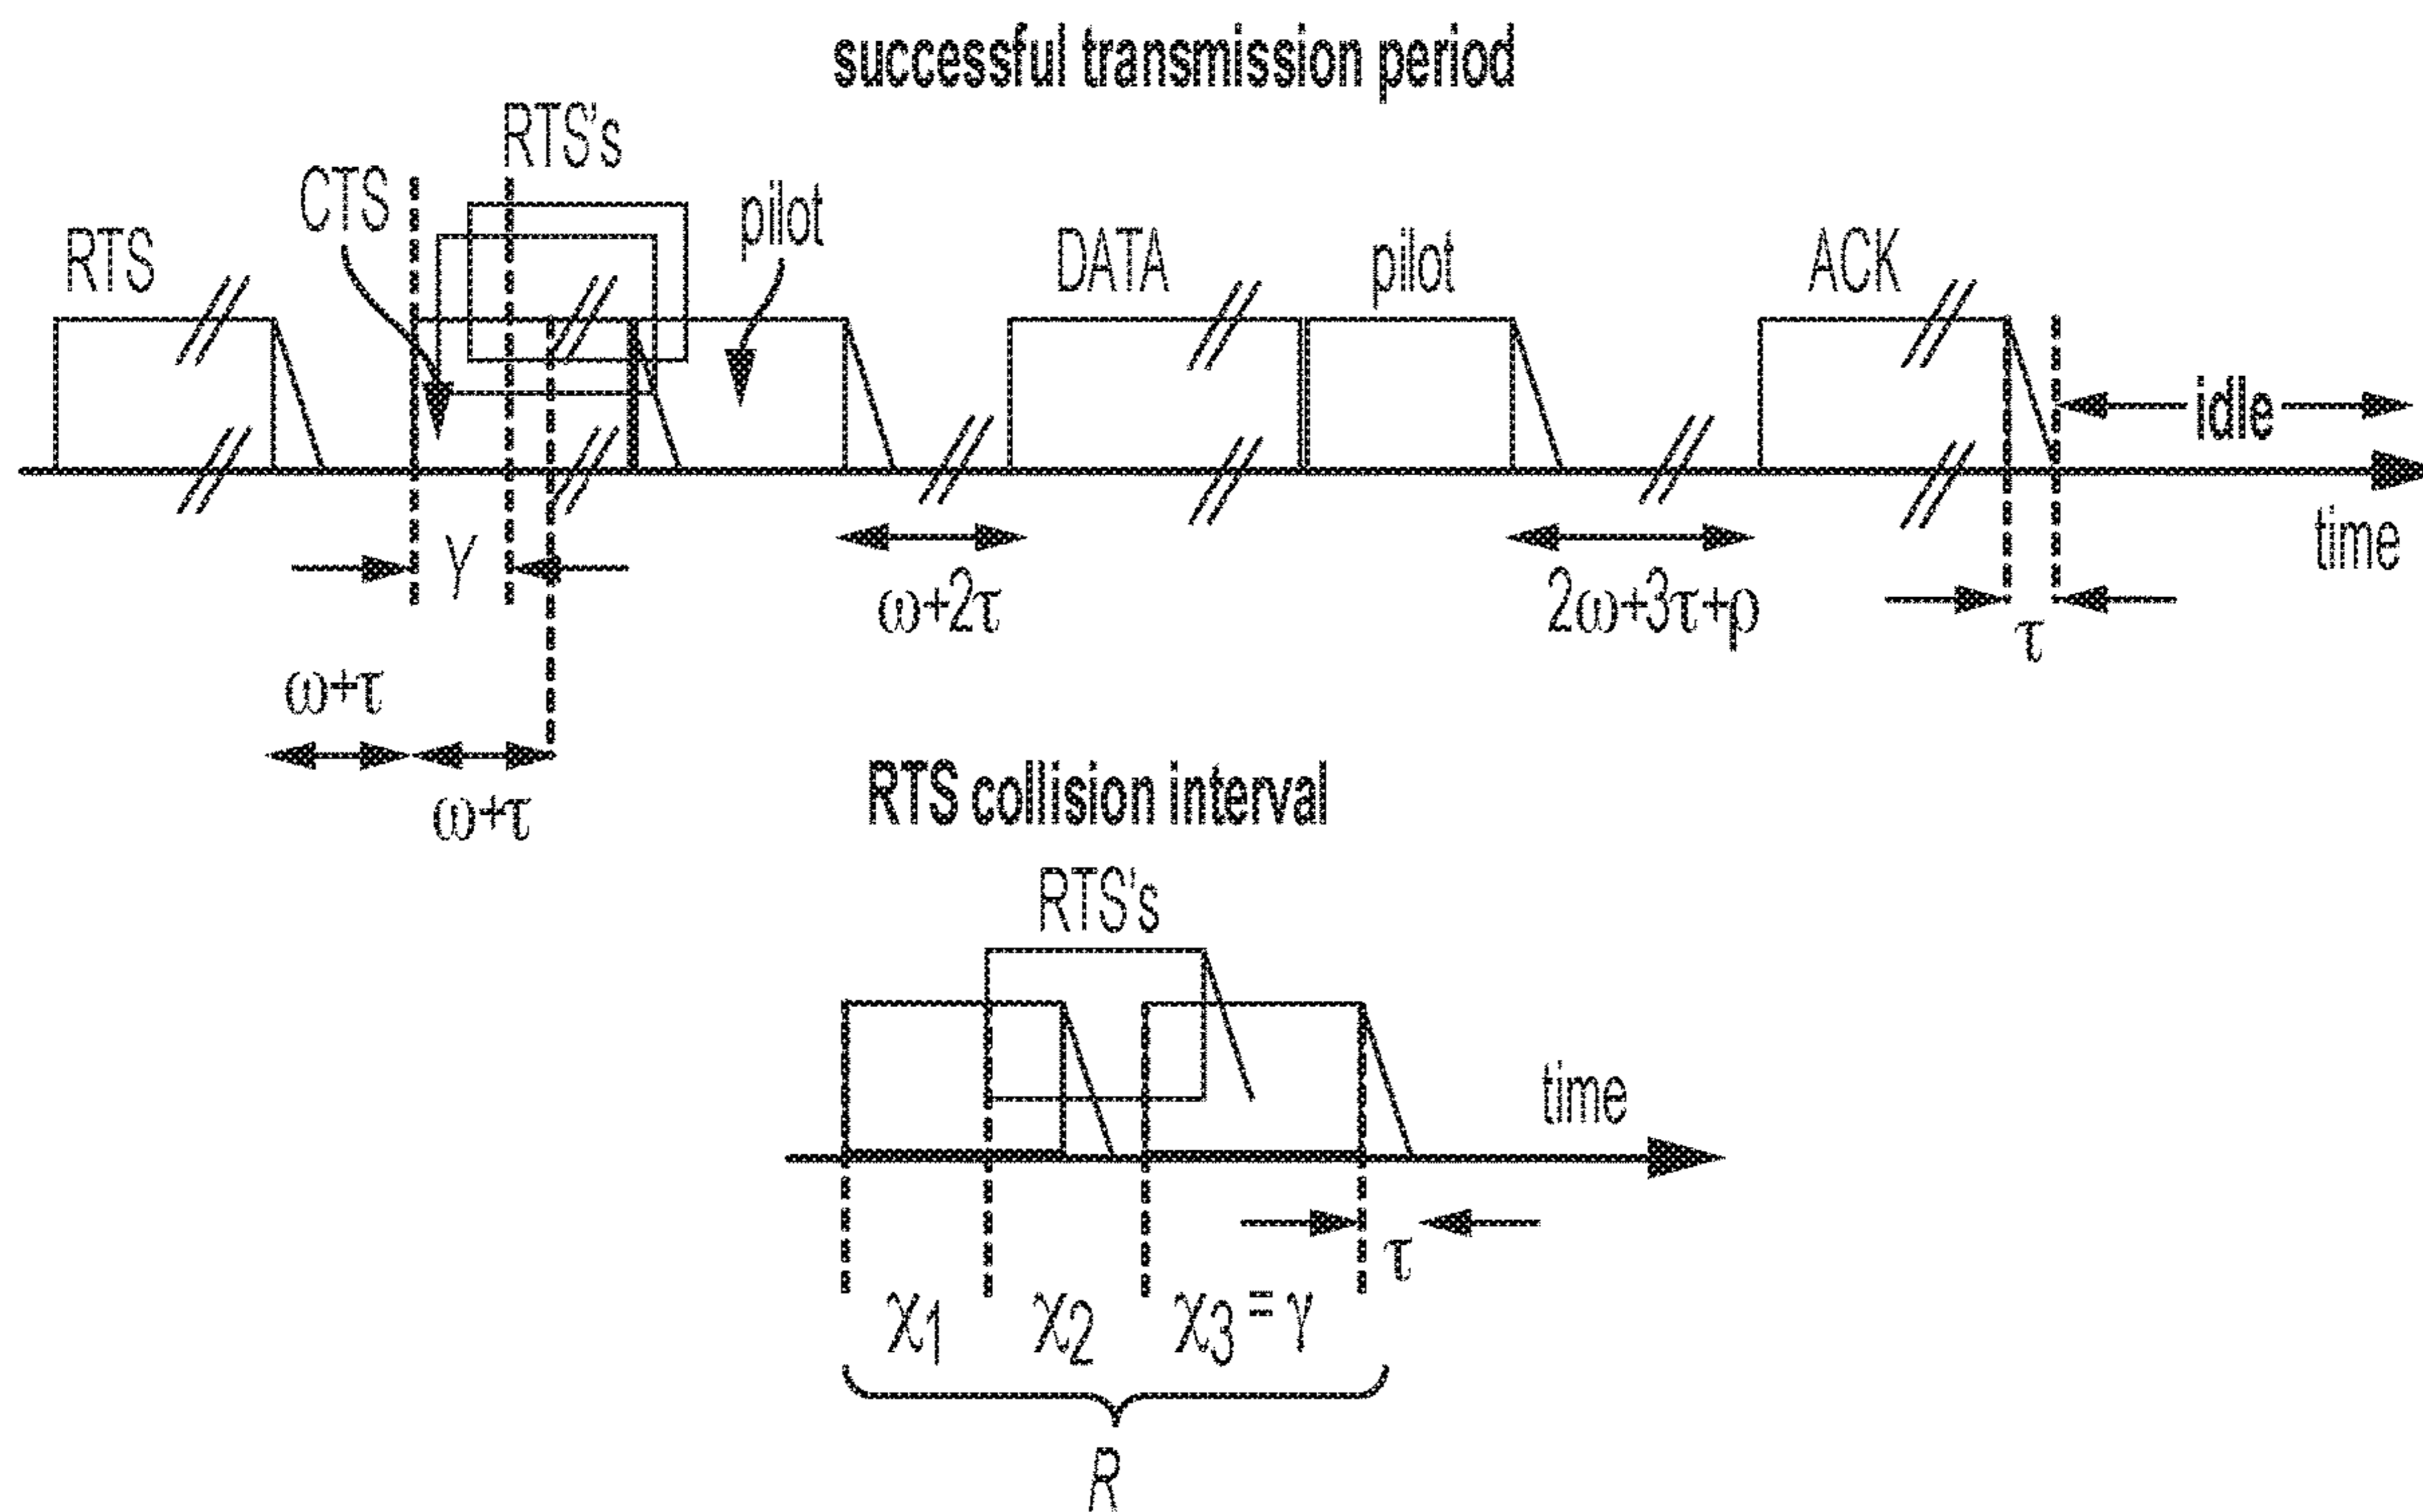 successful transmission period
RTS's
CTS
pilot
RTS
DATA
pilot
ACK
idle
time
Y
ω+2τ
2ω+3τ+ρ
τ
ω+τ
ω+τ
RTS collision interval
RTS's
time
τ
χ1 χ2 χ3 = γ
R